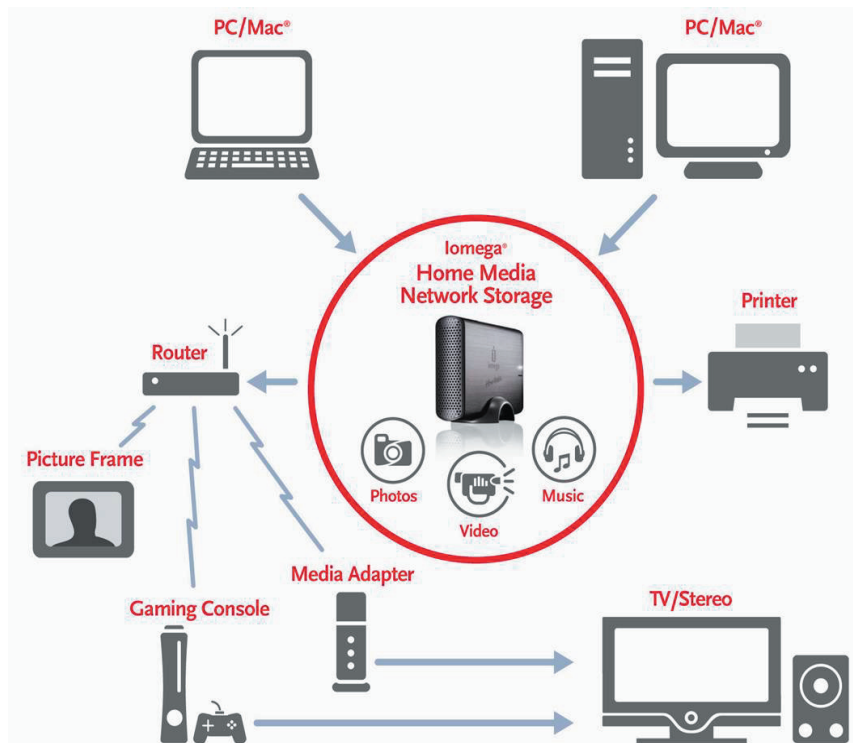 PC/Mac®
PC/Mac®
Iomega®
Home Media
Network Storage
Printer
Router
iomega
Picture Frame
Photos
Music
Video
Media Adapter
Gaming Console
TV/Stereo